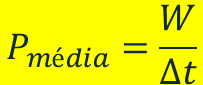 P_média = W/Δt